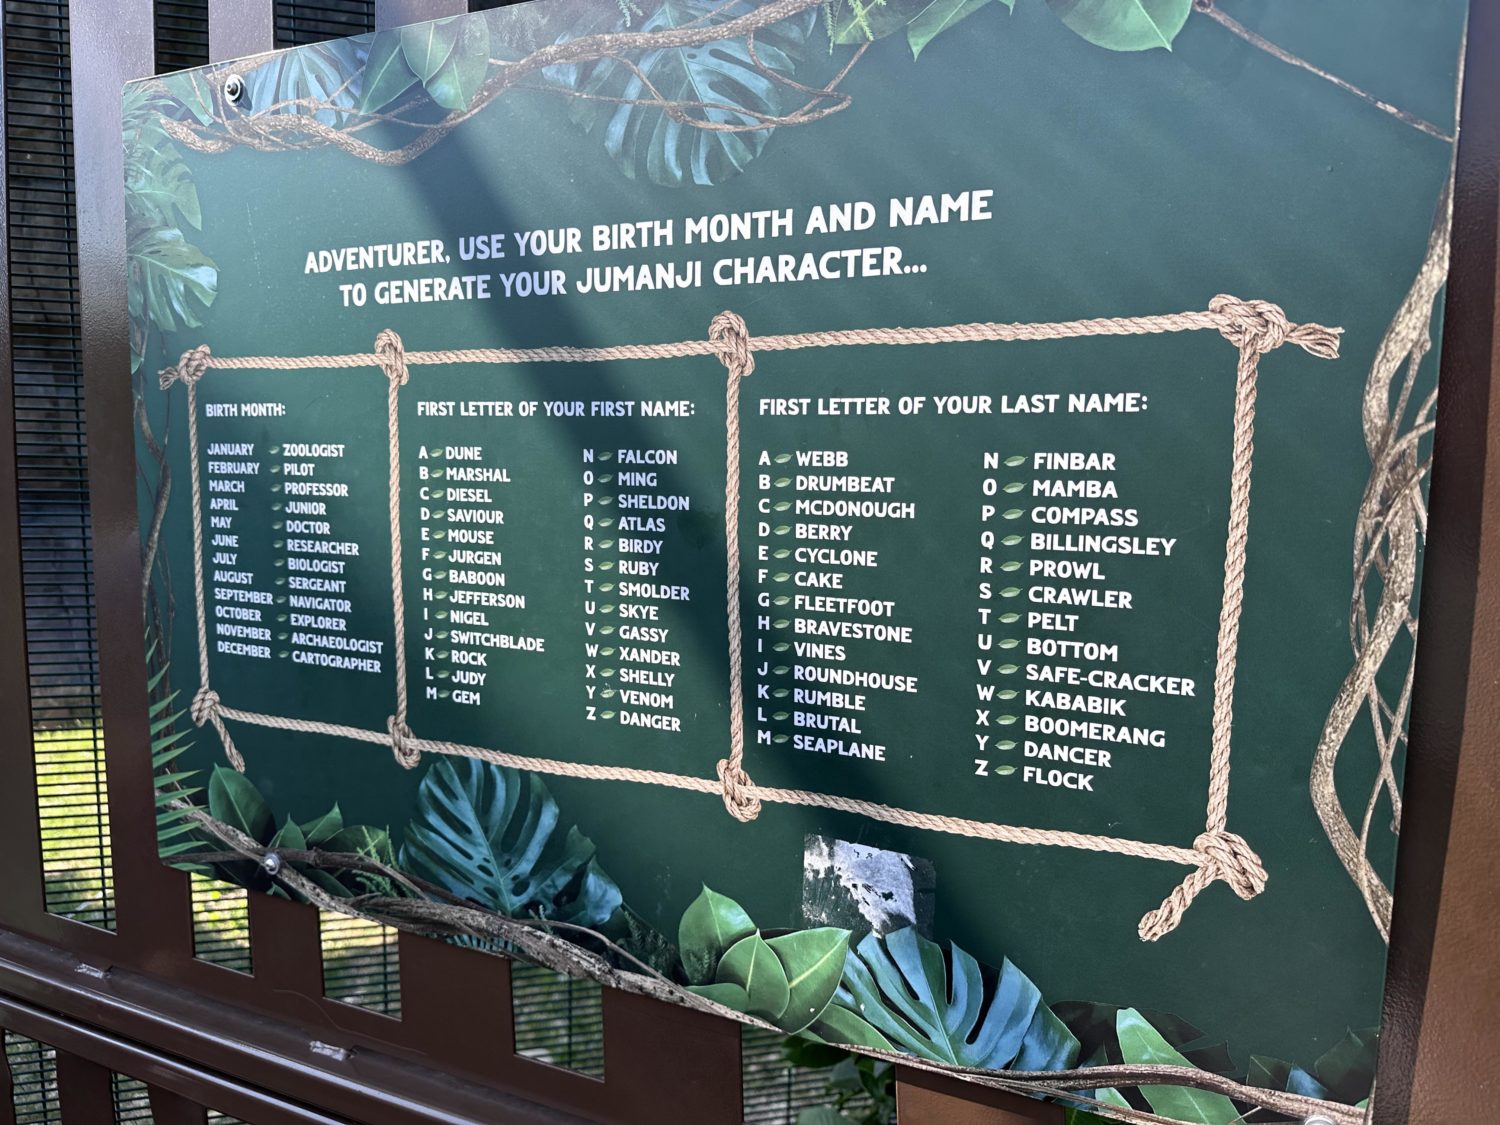 ADVENTURER, USE YOUR BIRTH MONTH AND NAME
TO GENERATE YOUR JUMANJI CHARACTER...
BIRTH MONTH:
JANUARY ZOOLOGIST
FEBRUARY PILOT
MARCH PROFESSOR
APRIL JUNIOR
MAY DOCTOR
JUNE RESEARCHER
JULY BIOLOGIST
AUGUST SERGEANT
SEPTEMBER NAVIGATOR
OCTOBER EXPLORER
NOVEMBER ARCHAEOLOGIST
DECEMBER CARTOGRAPHER
FIRST LETTER OF YOUR FIRST NAME:
A DUNE
B MARSHAL
C DIESEL
D SAVIOUR
E MOUSE
F JURGEN
G BABOON
H JEFFERSON
I NIGEL
J SWITCHBLADE
K ROCK
L JUDY
M GEM
N FALCON
O MING
P SHELDON
Q ATLAS
R BIRDY
S RUBY
T SMOLDER
U SKYE
V GASSY
W XANDER
X SHELLY
Y VENOM
Z DANGER
FIRST LETTER OF YOUR LAST NAME:
A WEBB
B DRUMBEAT
C MCDONOUGH
D BERRY
E CYCLONE
F CAKE
G FLEETFOOT
H BRAVESTONE
I VINES
J ROUNDHOUSE
K RUMBLE
L BRUTAL
M SEAPLANE
N FINBAR
O MAMBA
P COMPASS
Q BILLINGSLEY
R PROWL
S CRAWLER
T PELT
U BOTTOM
V SAFE-CRACKER
W KABABIK
X BOOMERANG
Y DANCER
Z FLOCK